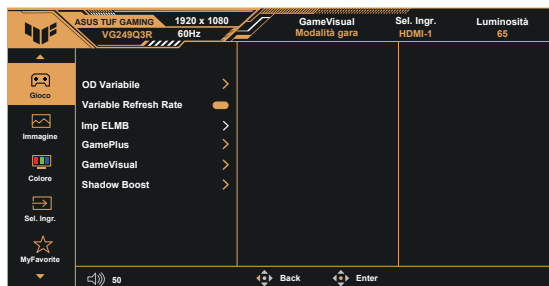 ASUS TUF GAMING 1920 x 1080 GameVisual Sel. Ingr. Luminosità
VG249Q3R 60Hz Modalità gara HDMI-1 65
Gioco
Immagine
Colore
Sel. Ingr.
MyFavorite
OD Variabile
Variable Refresh Rate
Imp ELMB
GamePlus
GameVisual
Shadow Boost
50 Back Enter